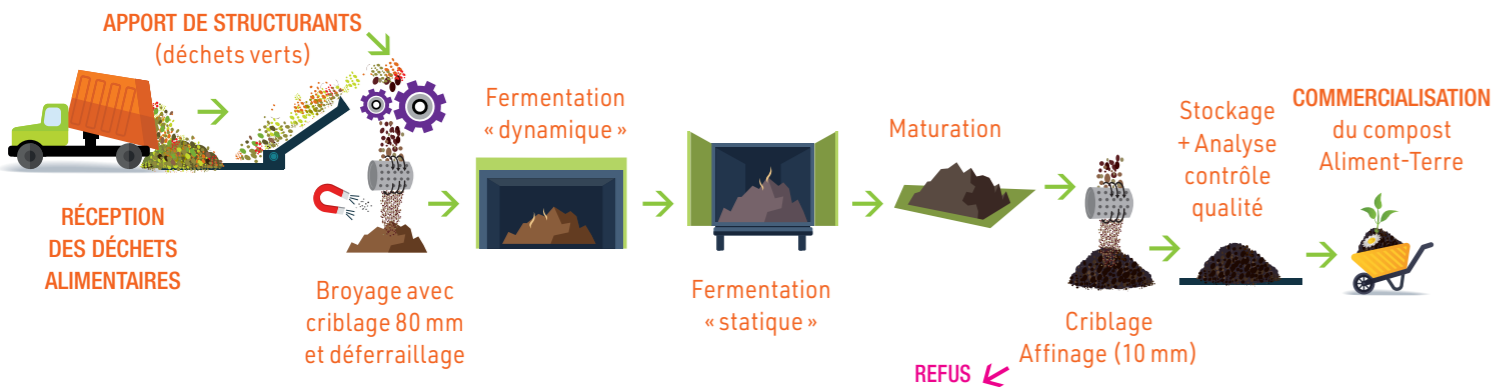 APPORT DE STRUCTURANTS
(déchets verts)
RÉCEPTION
DES DÉCHETS
ALIMENTAIRES
Broyage avec
criblage 80 mm
et déferraillage
Fermentation
« dynamique »
Fermentation
« statique »
Maturation
Criblage
Affinage (10 mm)
REFUS
Stockage
+ Analyse
contrôle
qualité
COMMERCIALISATION
du compost
Aliment-Terre